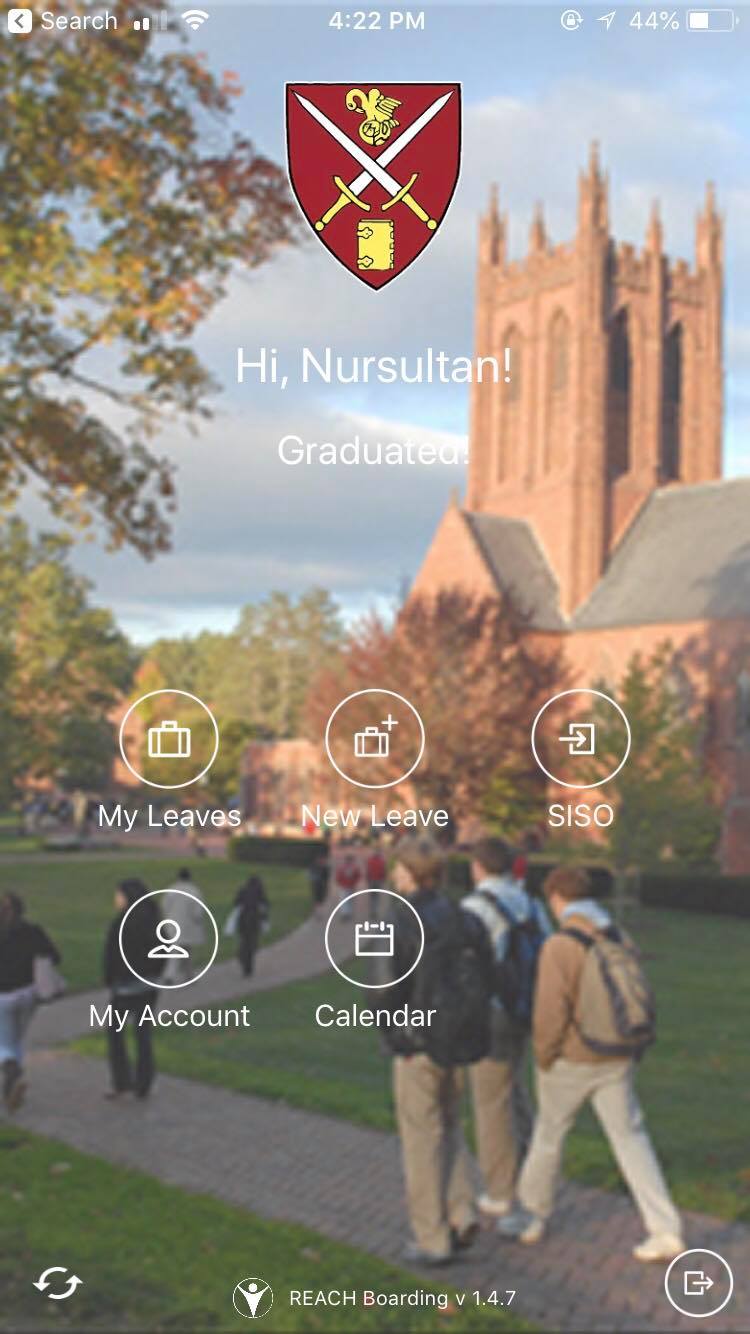 Search 4:22 PM 44%
Hi, Nursultan!
Graduated!
My Leaves New Leave SISO
My Account Calendar
REACH Boarding v 1.4.7